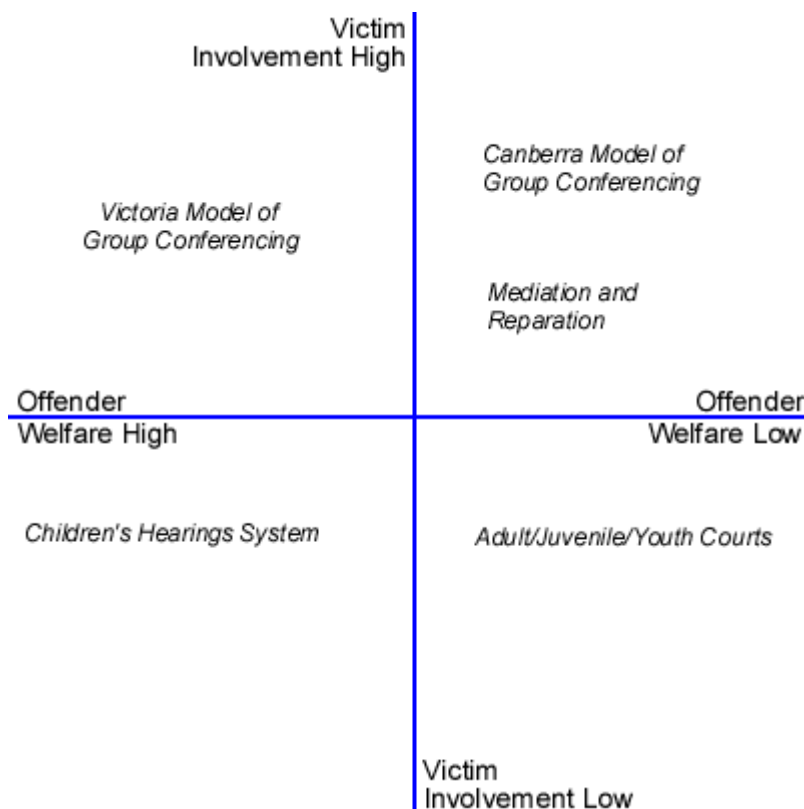 Victim
Involvement High
Canberra Model of
Group Conferencing
Victoria Model of
Group Conferencing
Mediation and
Reparation
Offender
Welfare High
Offender
Welfare Low
Children's Hearings System
Adult/Juvenile/Youth Courts
Victim
Involvement Low